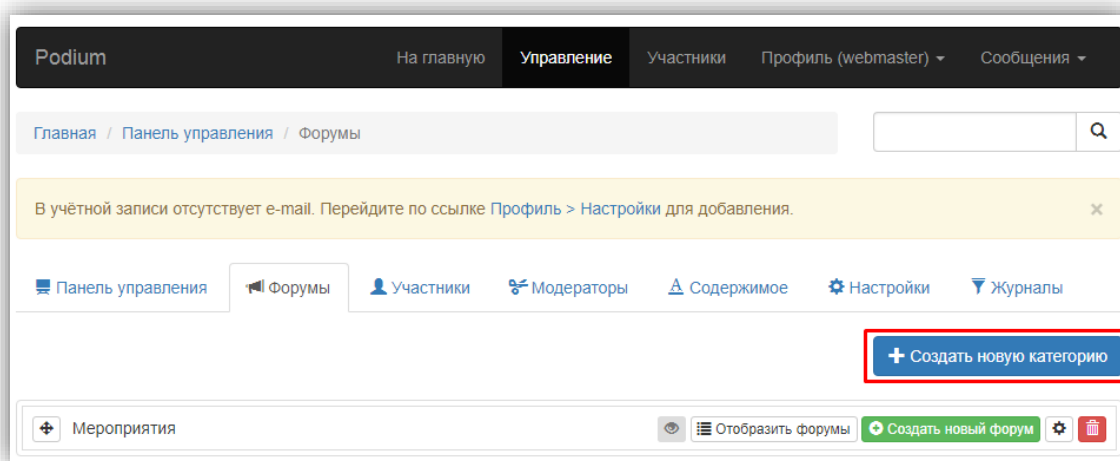 Podium На главную Управление Участники Профиль (webmaster) Сообщения
Главная / Панель управления / Форумы
В учётной записи отсутствует e-mail. Перейдите по ссылке Профиль > Настройки для добавления. ×
Панель управления Форумы Участники Модераторы Содержимое Настройки Журналы
Создать новую категорию
Мероприятия Отобразить форумы Создать новый форум